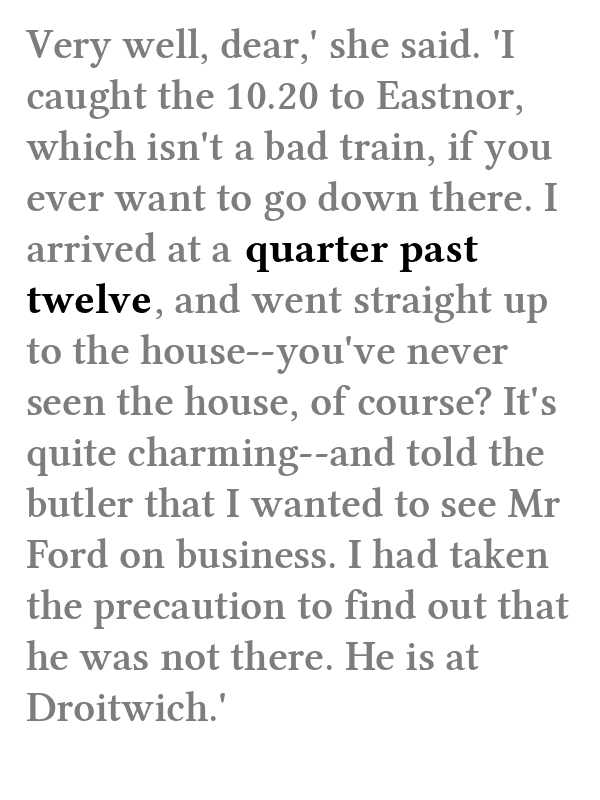 Very well, dear,' she said. 'I
caught the 10.20 to Eastnor,
which isn't a bad train, if you
ever want to go down there. I
arrived at a quarter past
twelve, and went straight up
to the house--you've never
seen the house, of course? It's
quite charming--and told the
butler that I wanted to see Mr
Ford on business. I had taken
the precaution to find out that
he was not there. He is at
Droitwich.'